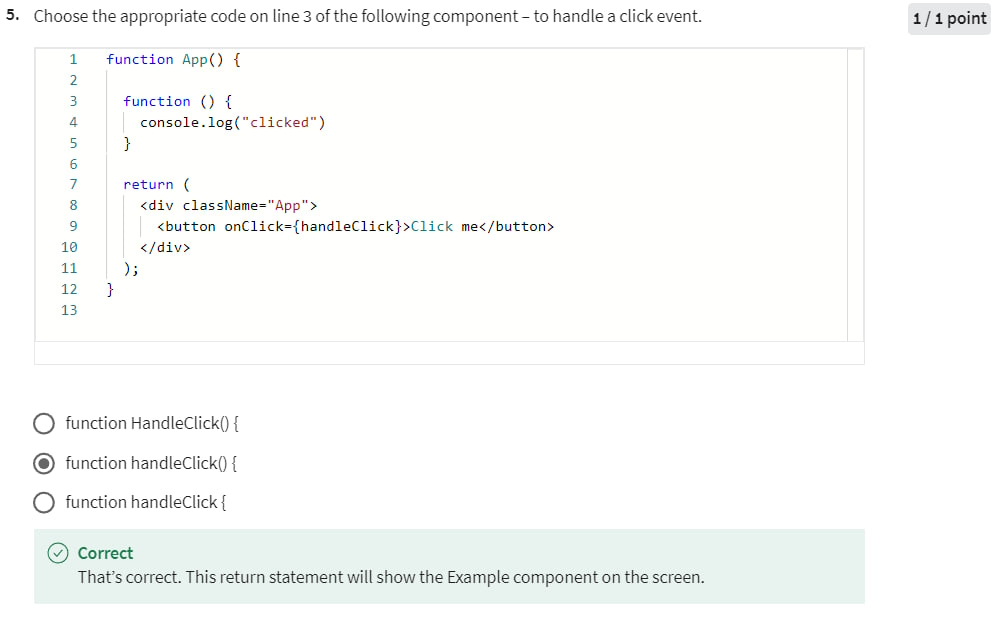 5. Choose the appropriate code on line 3 of the following component – to handle a click event.
1 / 1 point
1 function App() {
2
3 function () {
4 console.log("clicked")
5 }
6
7 return (
8 <div className="App">
9 <button onClick={handleClick}>Click me</button>
10 </div>
11 );
12 }
13
function HandleClick() {
function handleClick() {
function handleClick {
Correct
That’s correct. This return statement will show the Example component on the screen.